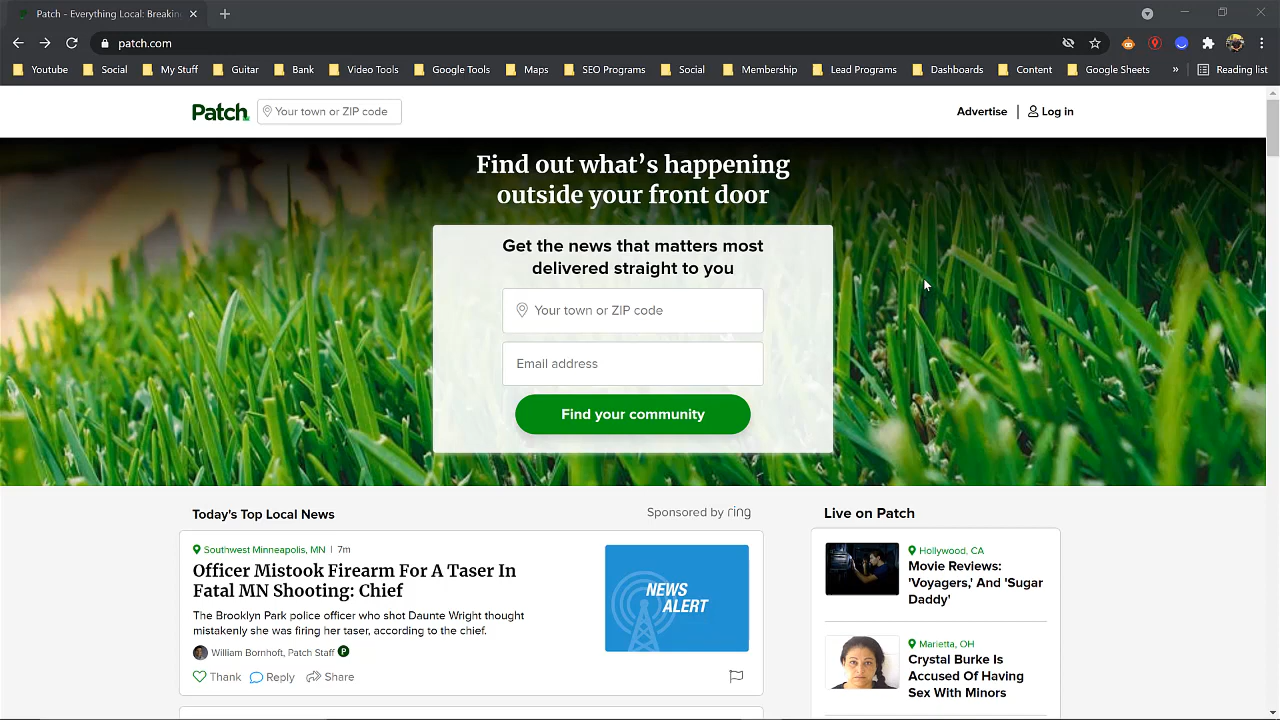 Patch - Everything Local: Breakin
patch.com
Youtube
Social
My Stuff
Guitar
Bank
Video Tools
Google Tools
Maps
SEO Programs
Social
Membership
Lead Programs
Dashboards
Content
Google Sheets
»
Reading list
Patch
Your town or ZIP code
Advertise
Log in
Find out what's happening
outside your front door
Get the news that matters most
delivered straight to you
Your town or ZIP code
Email address
Find your community
Today's Top Local News
Sponsored by ring
Southwest Minneapolis, MN | 7m
Officer Mistook Firearm For A Taser In
Fatal MN Shooting: Chief
The Brooklyn Park police officer who shot Daunte Wright thought
mistakenly she was firing her taser, according to the chief.
William Bornhoft, Patch Staff P
Thank
Reply
Share
NEWS
ALERT
Live on Patch
Hollywood, CA
Movie Reviews:
'Voyagers,' And 'Sugar
Daddy'
Marietta, OH
Crystal Burke Is
Accused Of Having
Sex With Minors